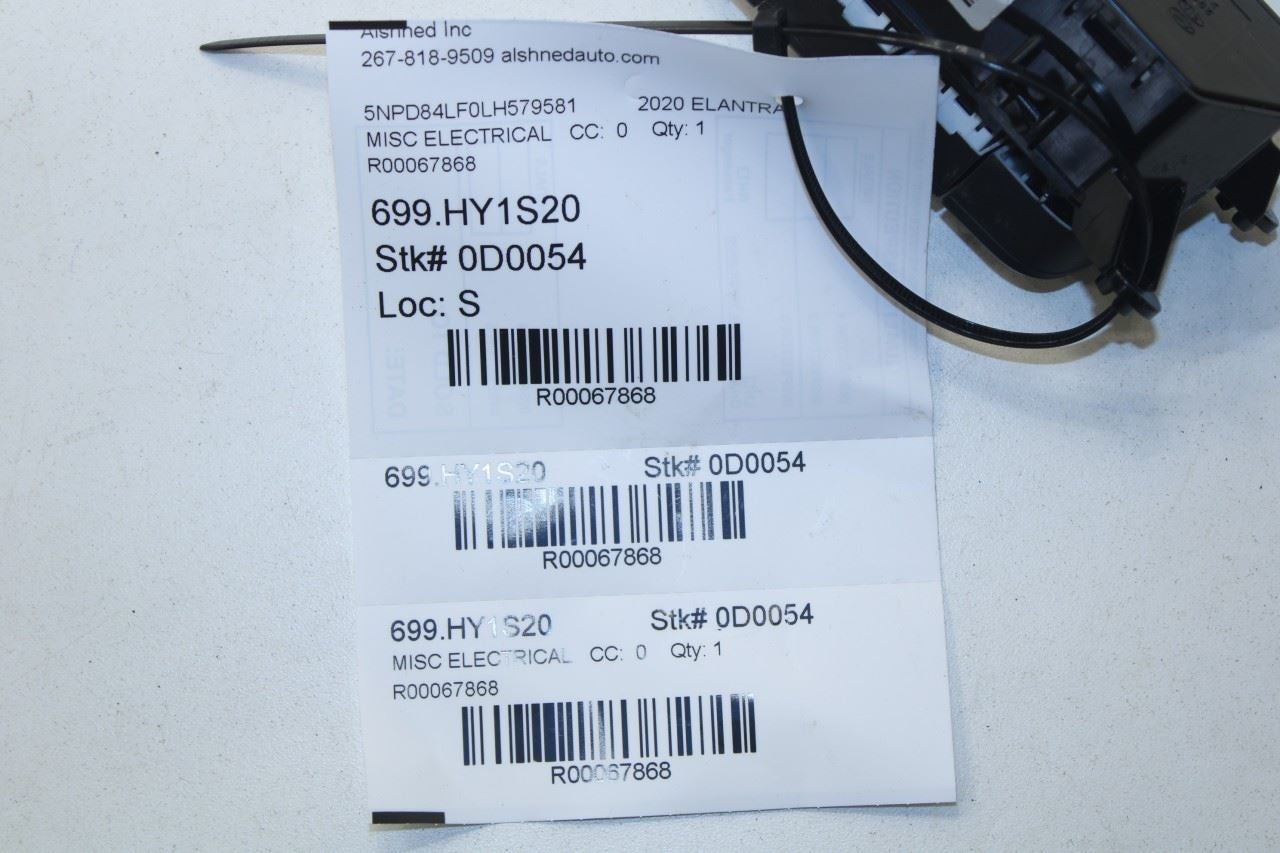 Alshned Inc
267-818-9509 alshnedauto.com
5NPD84LF0LH579581 2020 ELANTRA
MISC ELECTRICAL CC: 0 Qty: 1
R00067868
699.HY1S20
Stk# 0D0054
Loc: S
R00067868
699.HY1S20 Stk# 0D0054
R00067868
699.HY1S20 Stk# 0D0054
MISC ELECTRICAL CC: 0 Qty: 1
R00067868
R00067868